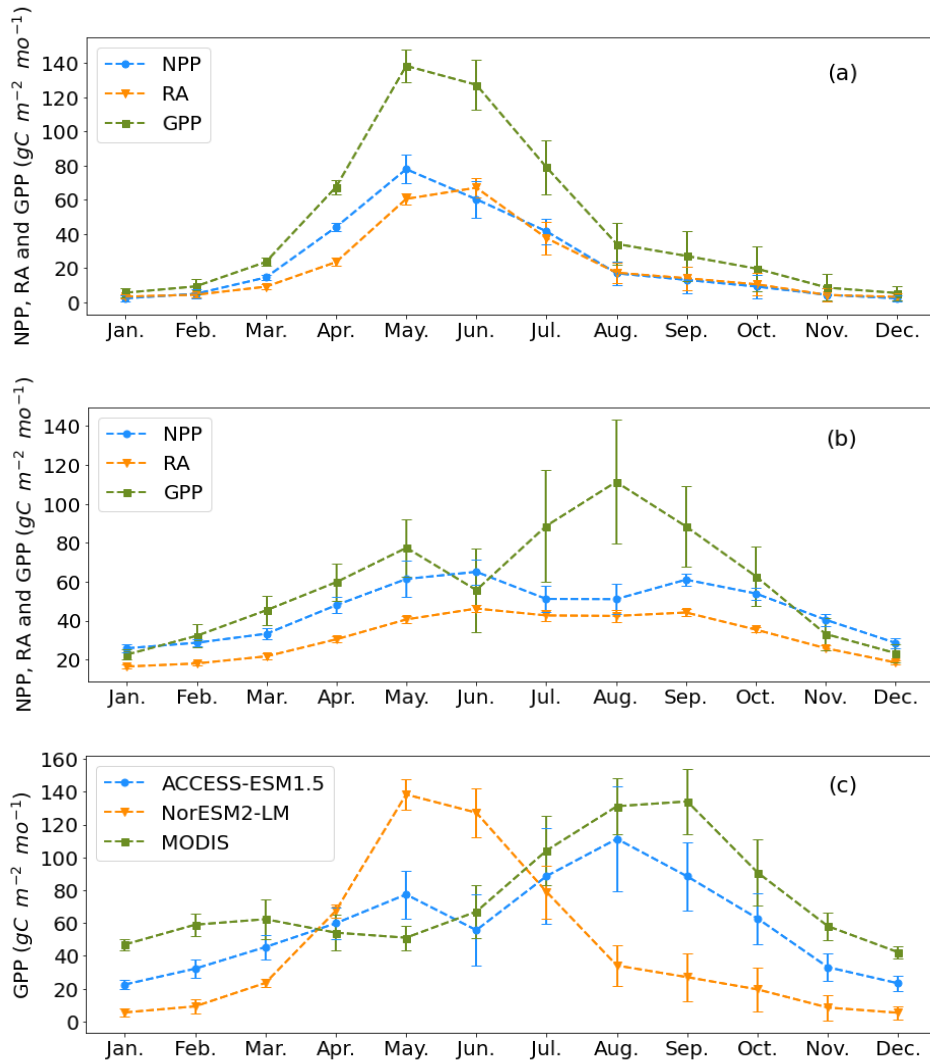 NPP, RA and GPP (gC m⁻² mo⁻¹)
140
120
100
80
60
40
20
0
NPP
RA
GPP
(a)
Jan. Feb. Mar. Apr. May. Jun. Jul. Aug. Sep. Oct. Nov. Dec.
NPP, RA and GPP (gC m⁻² mo⁻¹)
140
120
100
80
60
40
20
NPP
RA
GPP
(b)
Jan. Feb. Mar. Apr. May. Jun. Jul. Aug. Sep. Oct. Nov. Dec.
GPP (gC m⁻² mo⁻¹)
160
140
120
100
80
60
40
20
0
ACCESS-ESM1.5
NorESM2-LM
MODIS
(c)
Jan. Feb. Mar. Apr. May. Jun. Jul. Aug. Sep. Oct. Nov. Dec.